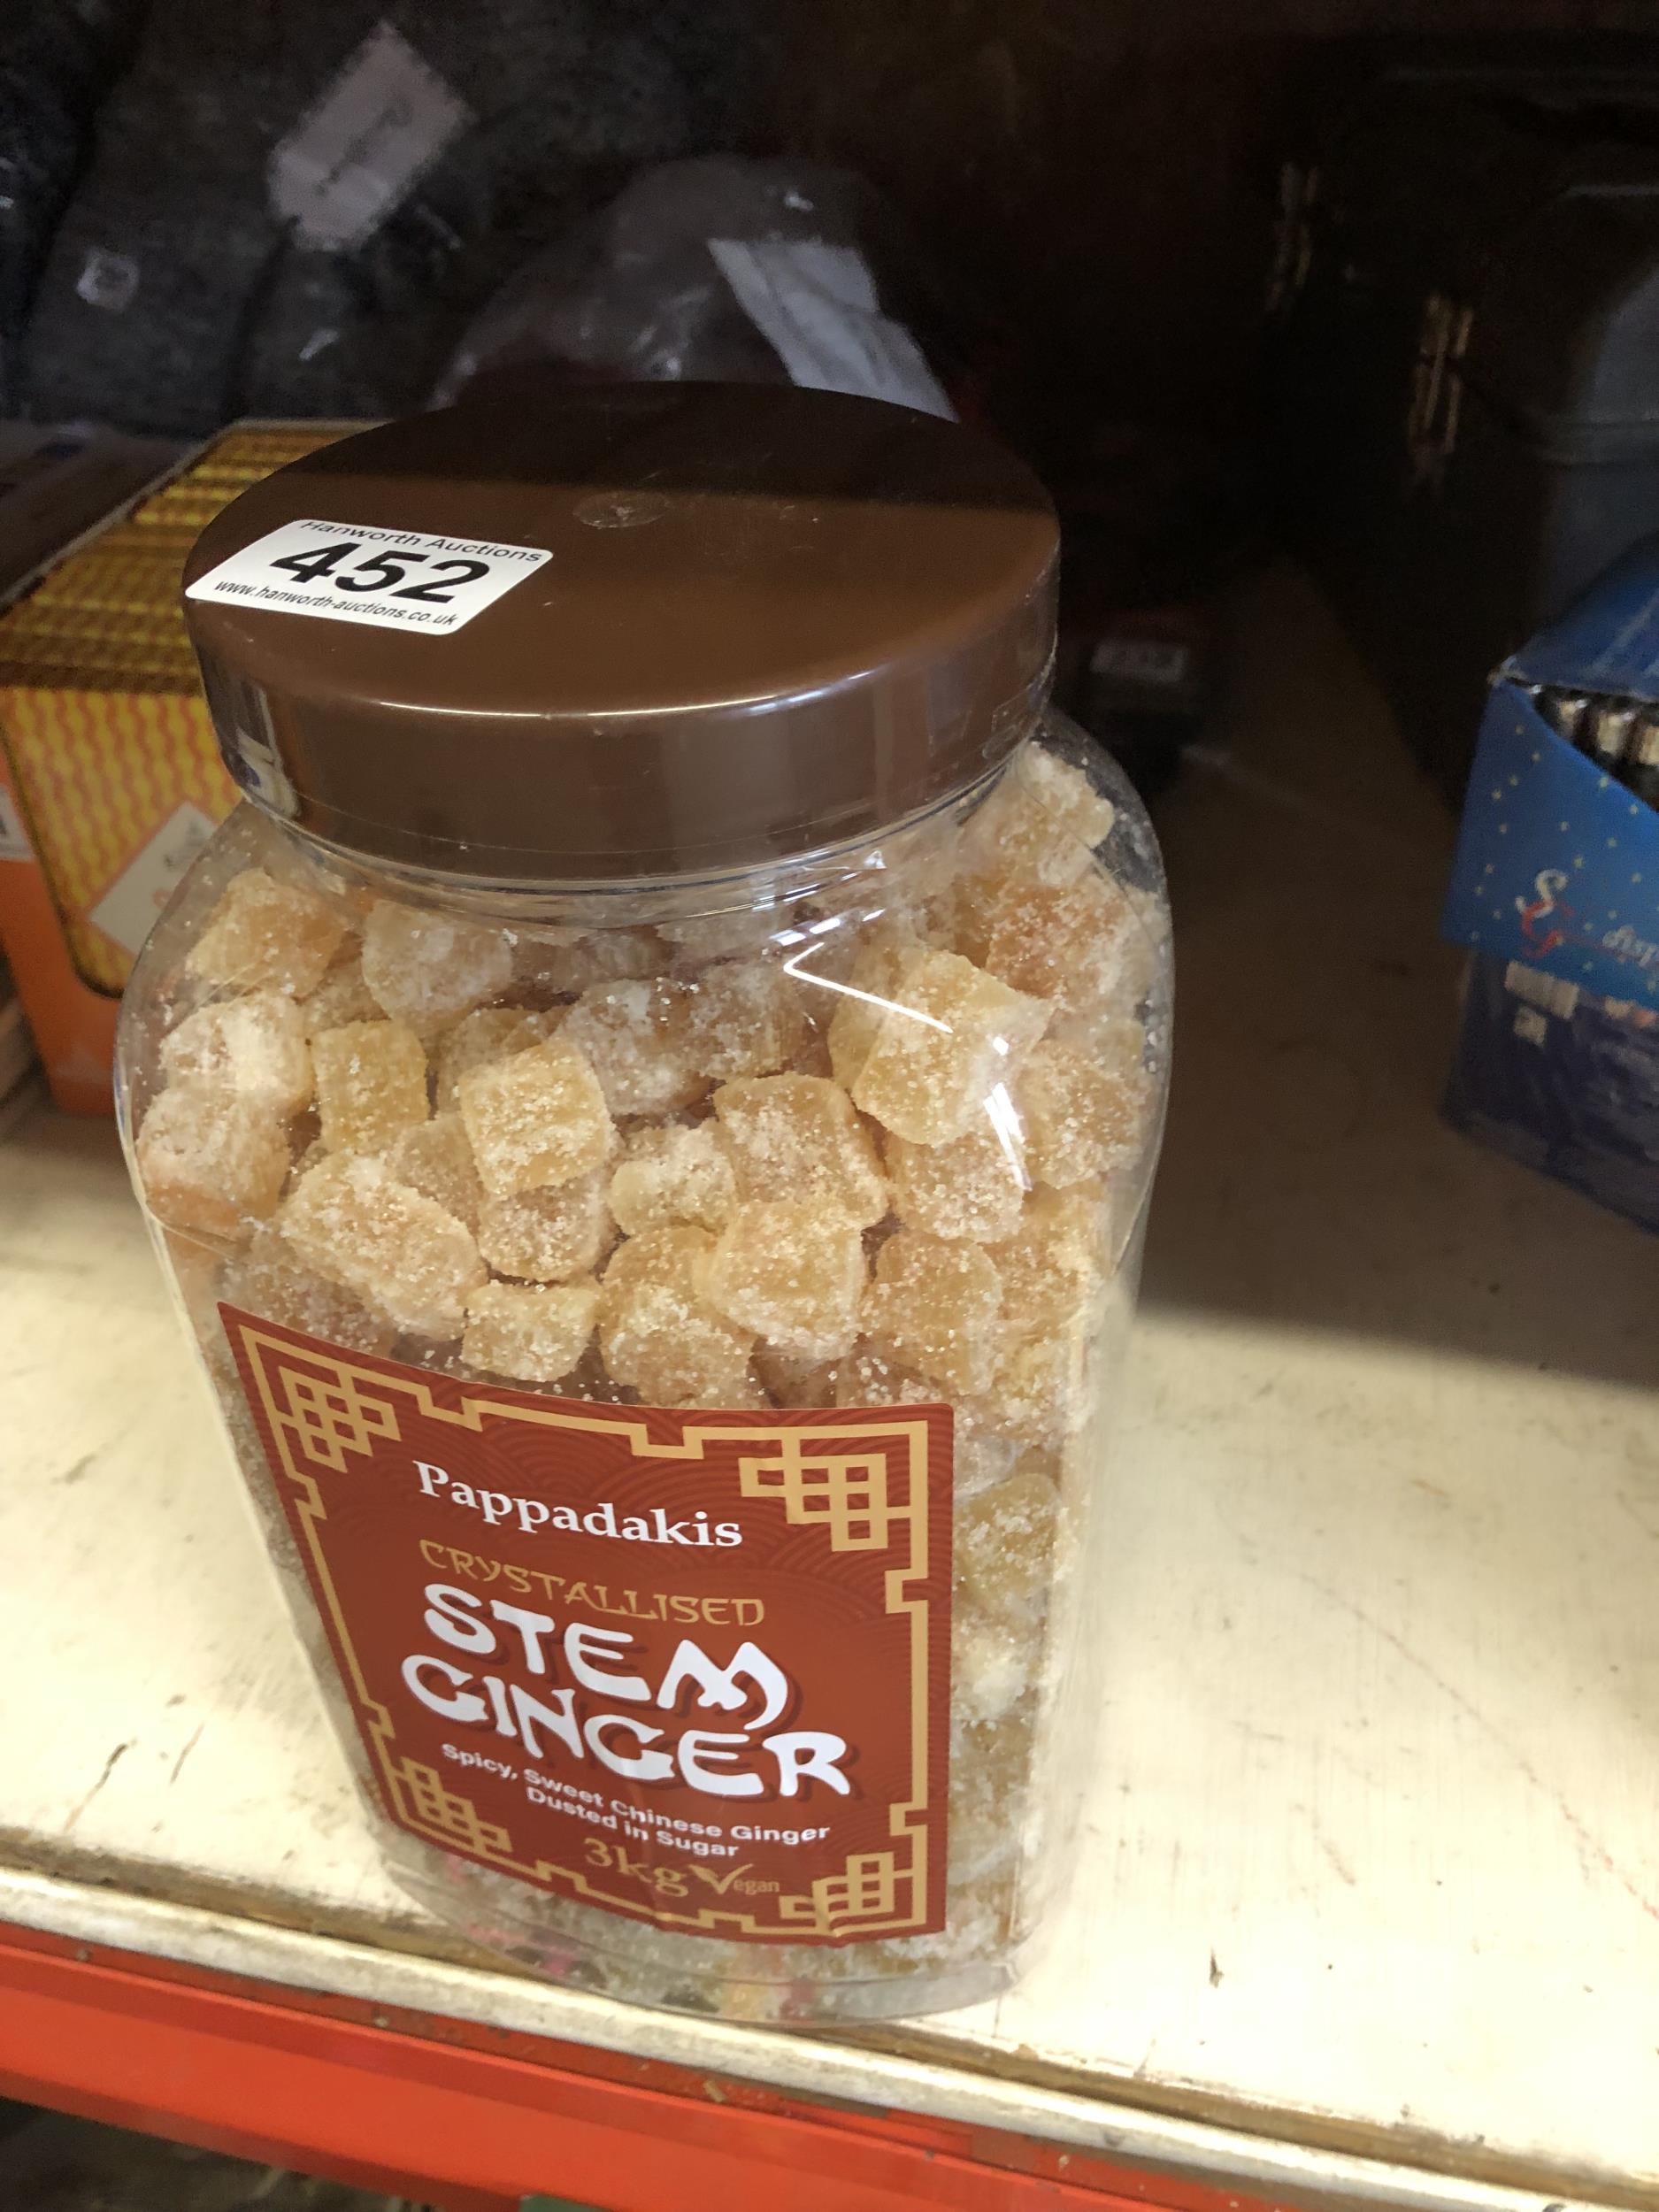 Hanworth Auctions
452
www.hanworth-auctions.co.uk
Pappadakis
CRYSTALLISED
STEM
GINGER
Spicy, Sweet Chinese Ginger
Dusted in Sugar
3kg Vegan